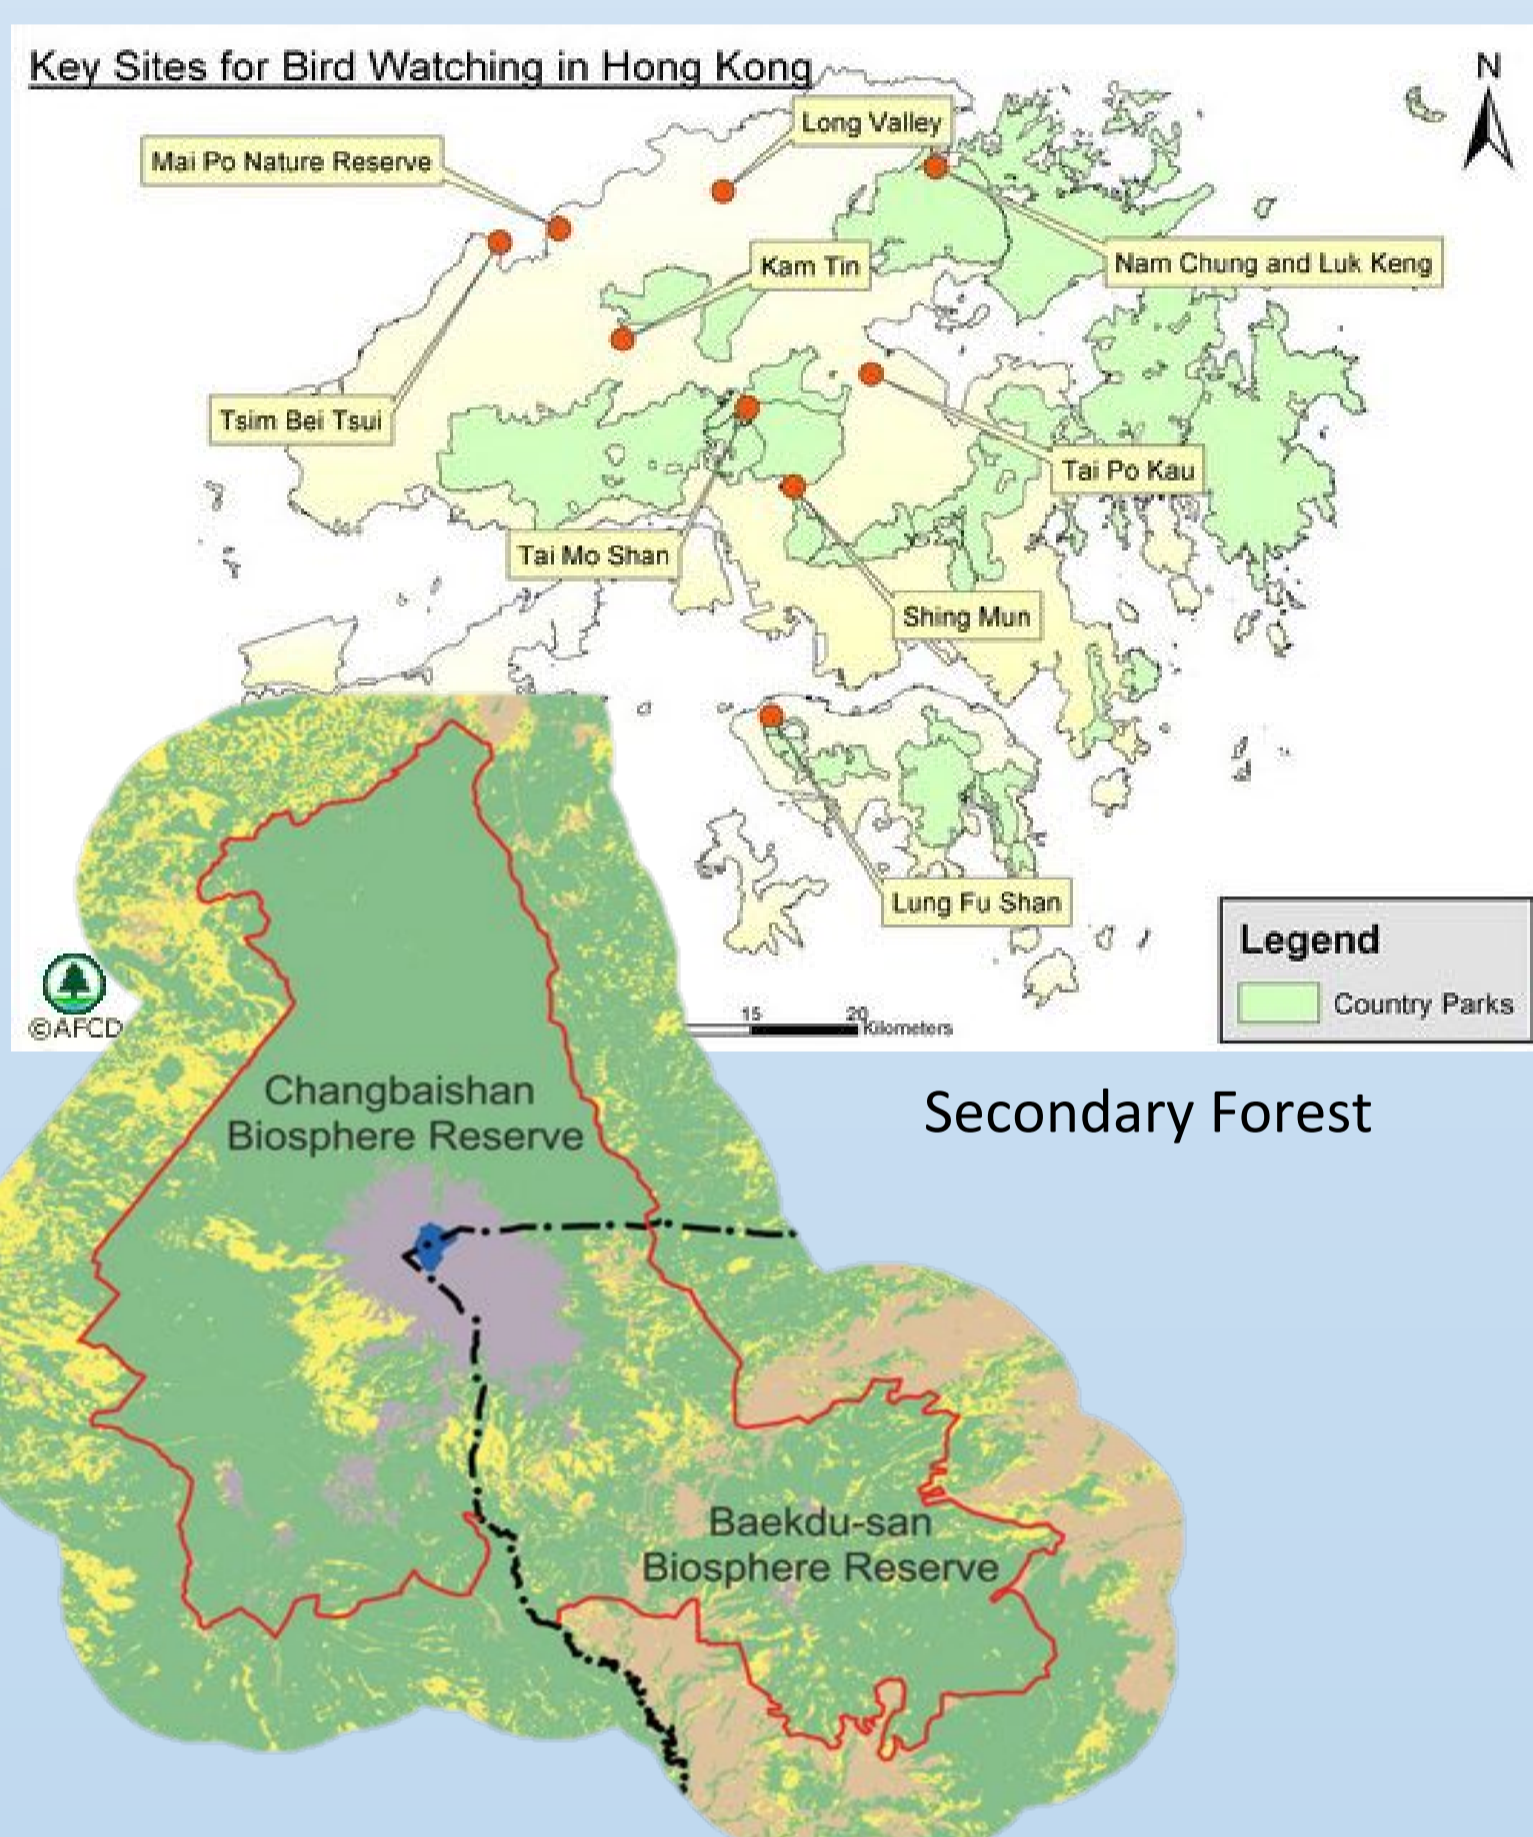 Key Sites for Bird Watching in Hong Kong
N
Long Valley
Mai Po Nature Reserve
Kam Tin
Nam Chung and Luk Keng
Tsim Bei Tsui
Tai Po Kau
Tai Mo Shan
Shing Mun
Lung Fu Shan
Legend
Country Parks
©AFCD
15
20
Kilometers
Changbaishan
Biosphere Reserve
Secondary Forest
Baekdu-san
Biosphere Reserve